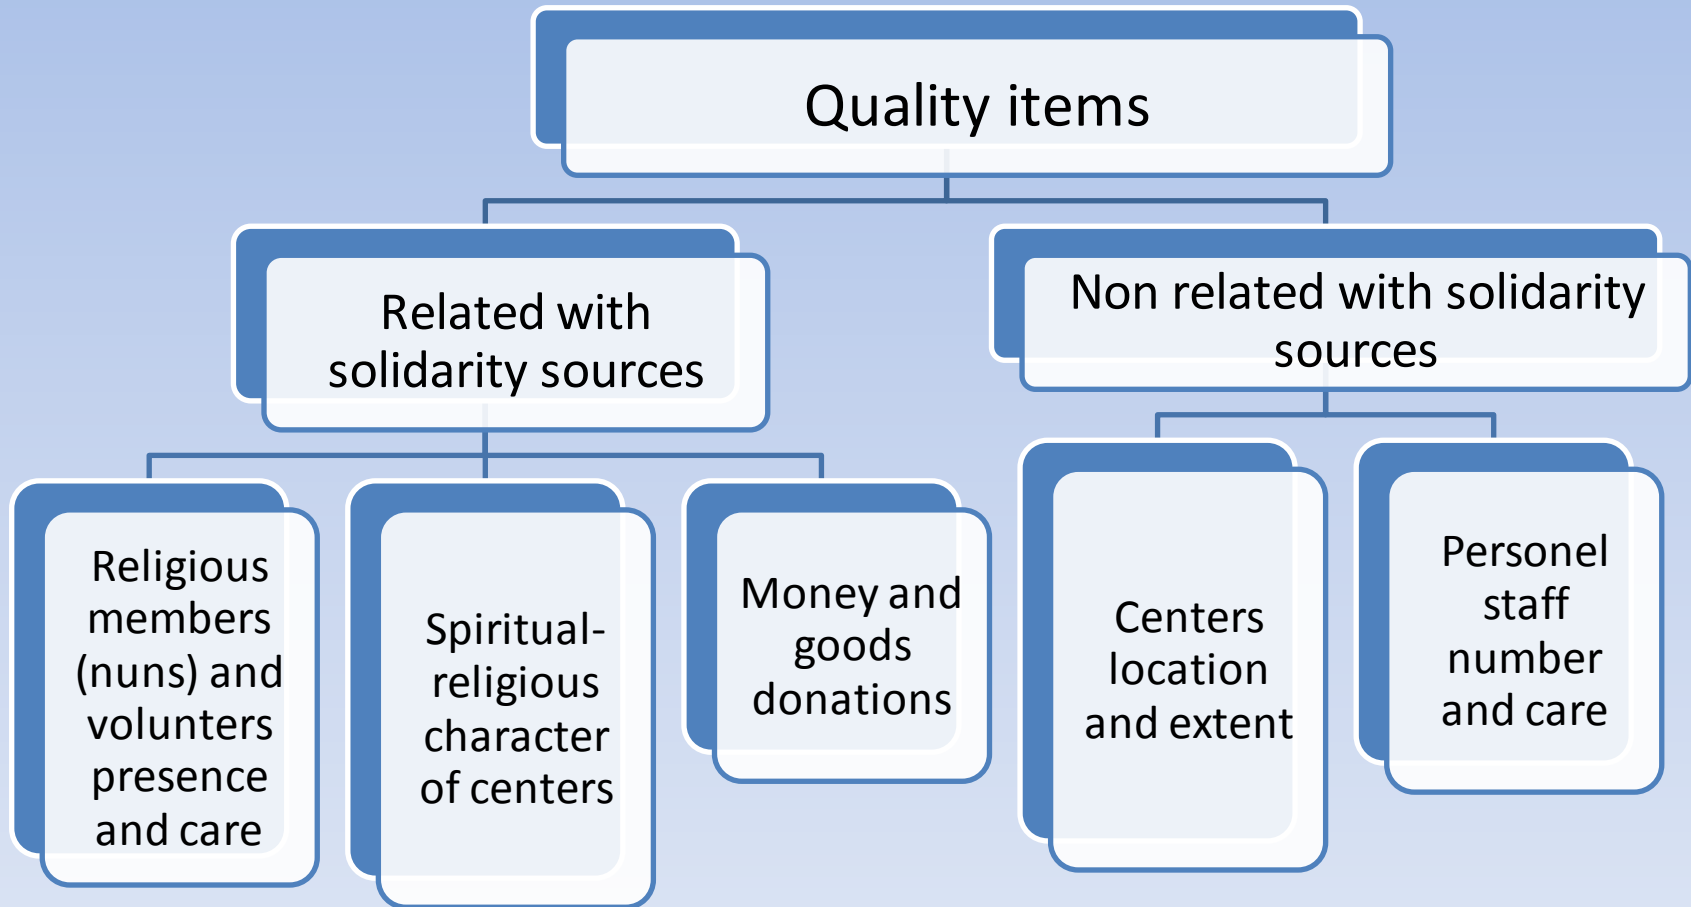 Quality items
Related with
solidarity sources
Non related with solidarity
sources
Religious
members
(nuns) and
volunters
presence
and care
Spiritual-
religious
character
of centers
Money and
goods
donations
Centers
location
and extent
Personel
staff
number
and care